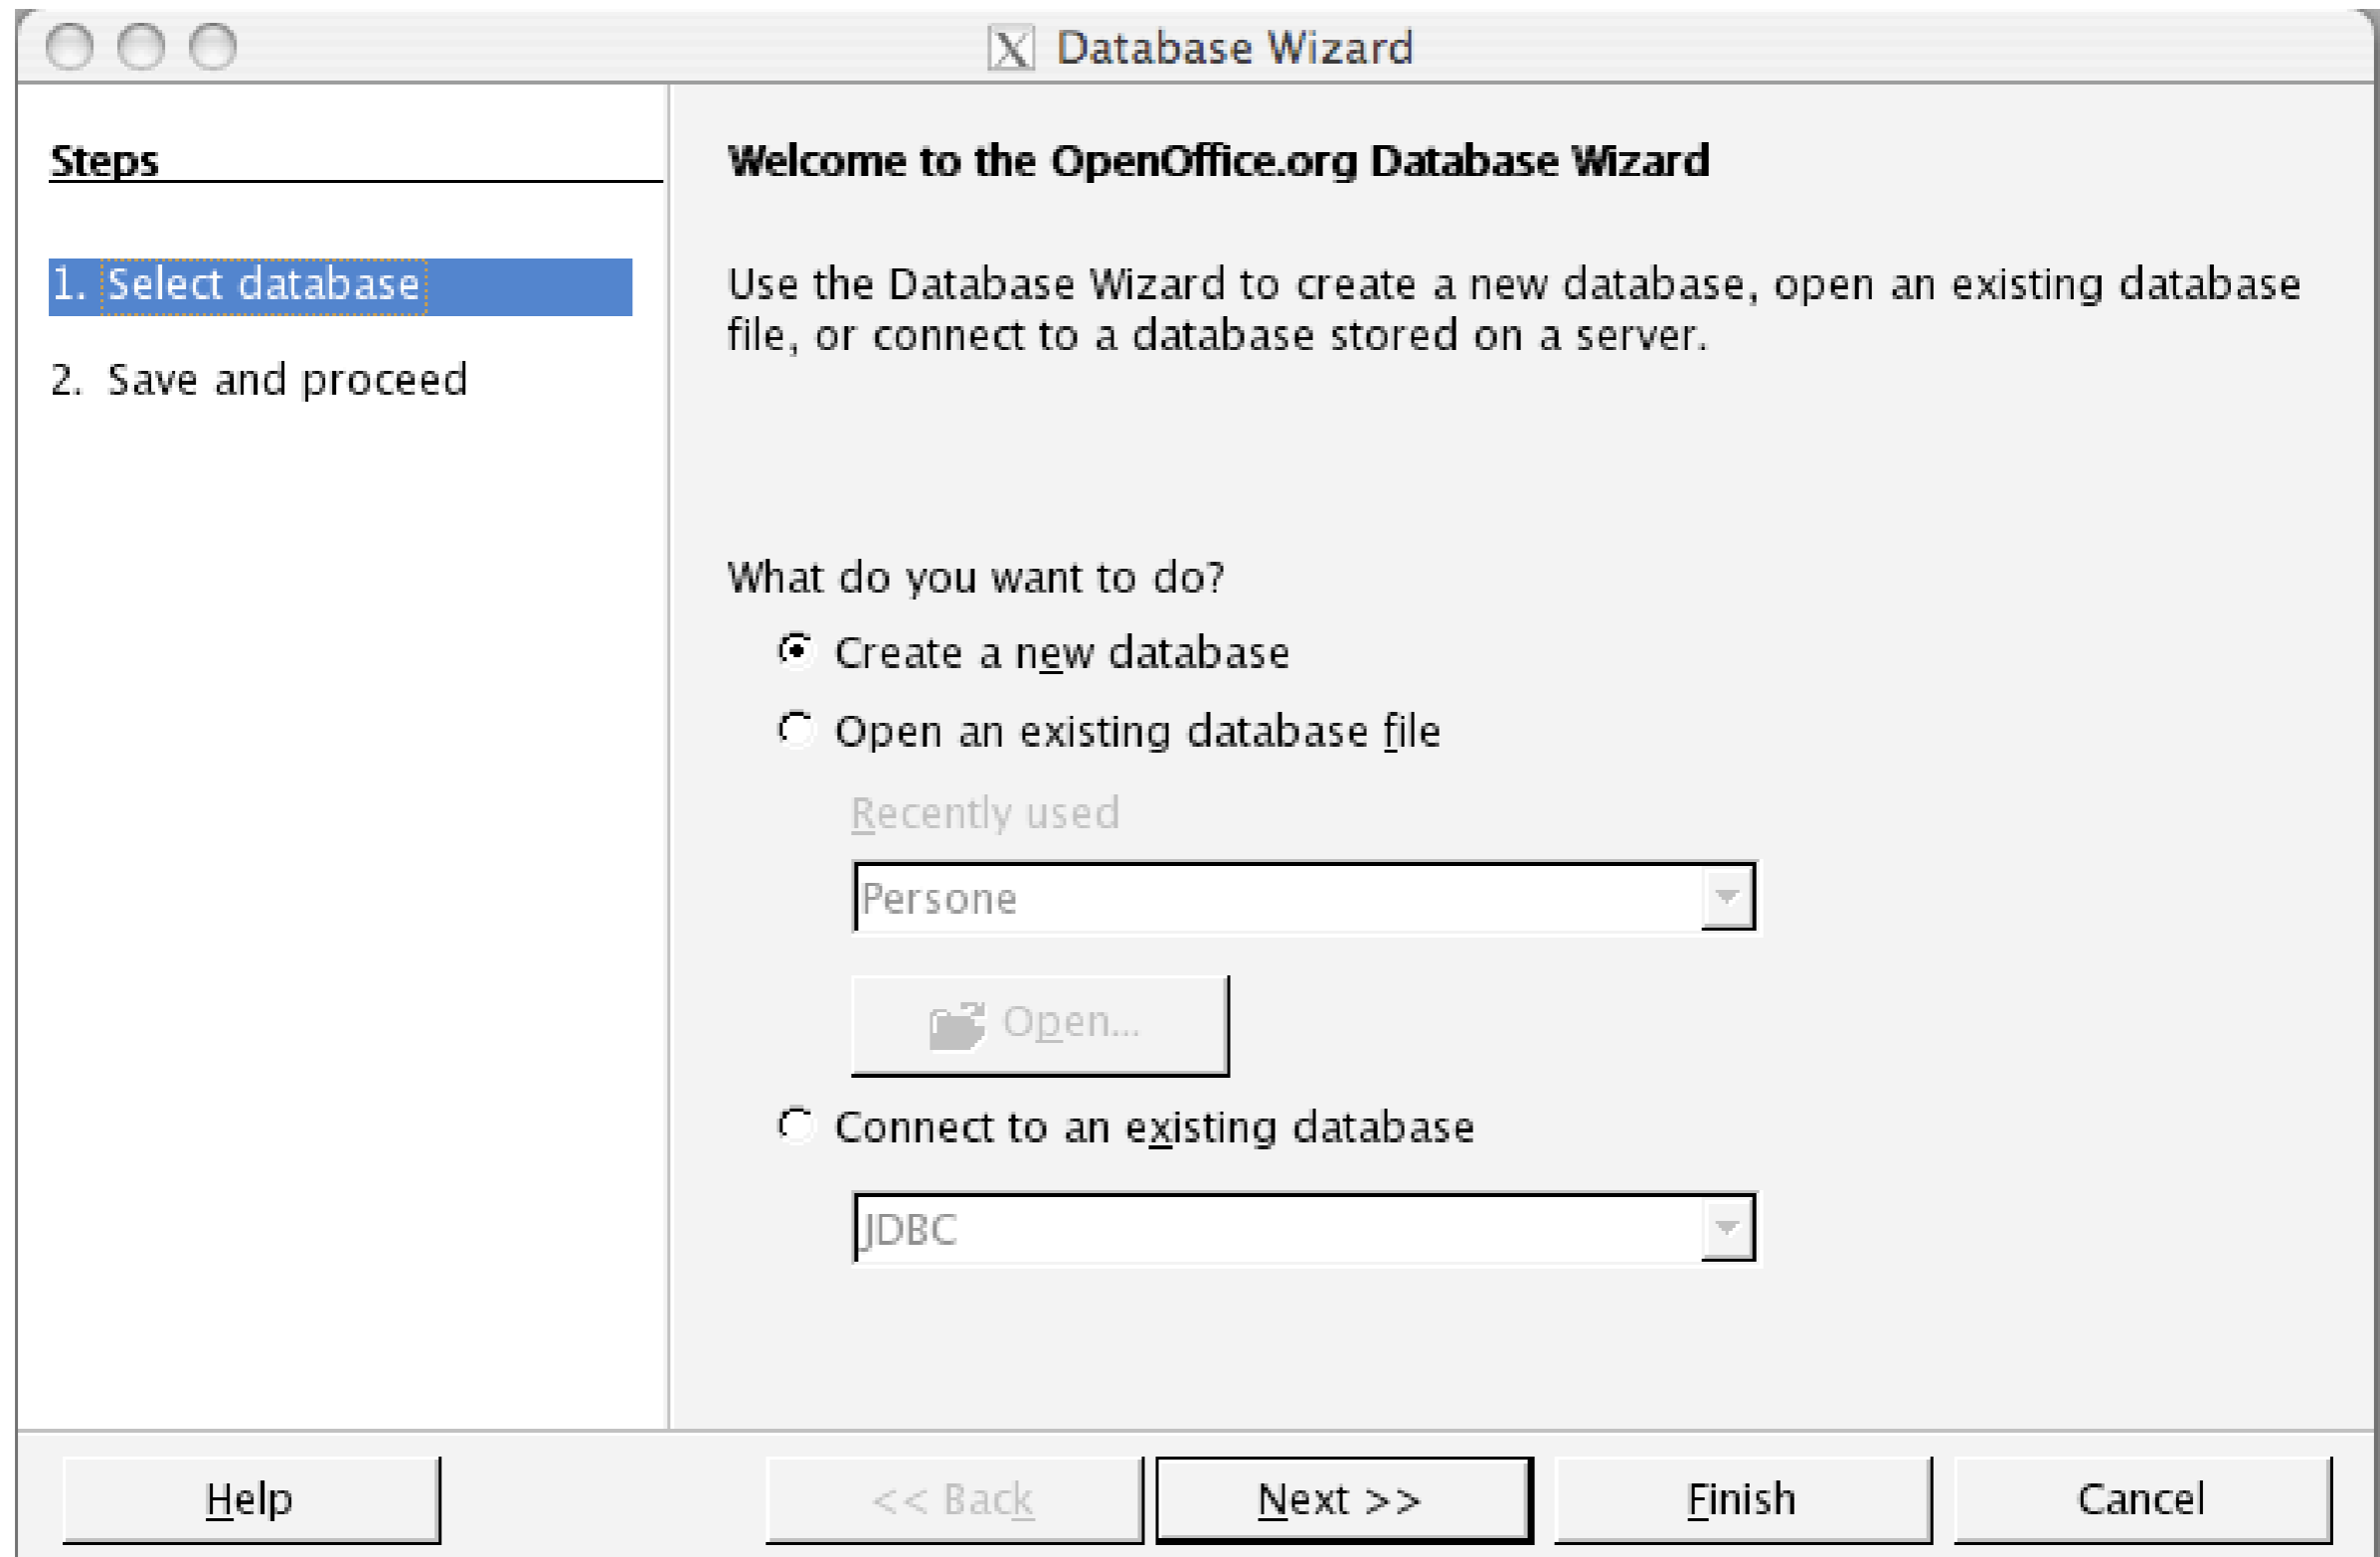 Database Wizard
Steps
1. Select database
2. Save and proceed
Welcome to the OpenOffice.org Database Wizard
Use the Database Wizard to create a new database, open an existing database
file, or connect to a database stored on a server.
What do you want to do?
Create a new database
Open an existing database file
Recently used
Persone
Open...
Connect to an existing database
JDBC
Help
<< Back
Next >>
Finish
Cancel